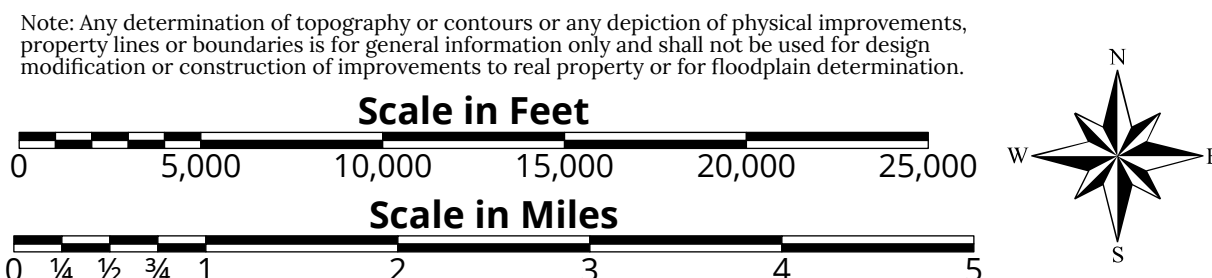 Note: Any determination of topography or contours or any depiction of physical improvements,
property lines or boundaries is for general information only and shall not be used for design
modification or construction of improvements to real property or for floodplain determination.
Scale in Feet
0 5,000 10,000 15,000 20,000 25,000
Scale in Miles
0 ¼ ½ ¾ 1 2 3 4 5
N
W
S